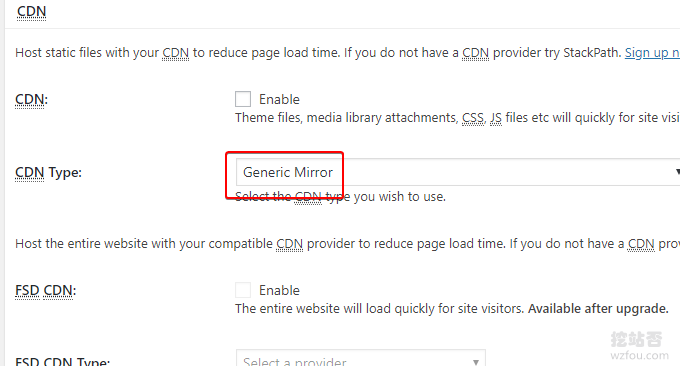 CDN
Host static files with your CDN to reduce page load time. If you do not have a CDN provider try StackPath. Sign up n
CDN: Enable
Theme files, media library attachments, CSS, JS files etc will quickly for site visi
CDN Type: Generic Mirror
Select the CDN type you wish to use.
Host the entire website with your compatible CDN provider to reduce page load time. If you do not have a CDN prov
FSD CDN: Enable
The entire website will load quickly for site visitors. Available after upgrade.
FSD CDN Type: Select a provider
挖站否
wzfou.com